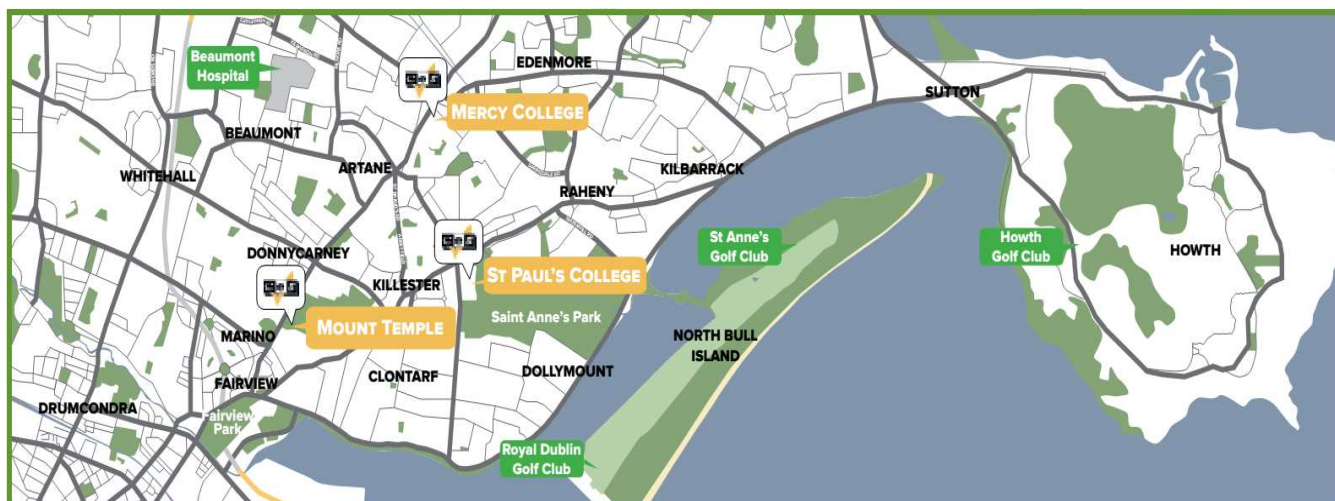 Beaumont
Hospital
EDENMORE
SUTTON
MERCY COLLEGE
BEAUMONT
ARTANE
WHITEHALL
KILBARRACK
RAHENY
St Anne's
Golf Club
Howth
Golf Club
HOWTH
DONNYCARNEY
ST PAUL'S COLLEGE
KILLESTER
MOUNT TEMPLE
Saint Anne's Park
MARINO
NORTH BULL
ISLAND
DOLLYMOUNT
CLONTARF
FAIRVIEW
DRUMCONDRA
Fairview
Park
Royal Dublin
Golf Club